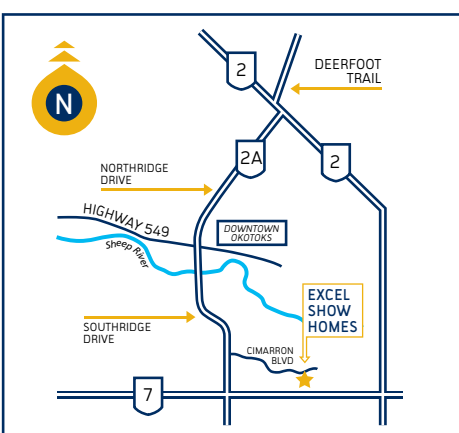 2
DEERFOOT
TRAIL
N
2A
2
NORTHRIDGE
DRIVE
HIGHWAY 549
DOWNTOWN
OKOTOKS
Sheep River
EXCEL
SHOW
HOMES
SOUTHRIDGE
DRIVE
CIMARRON
BLVD
7